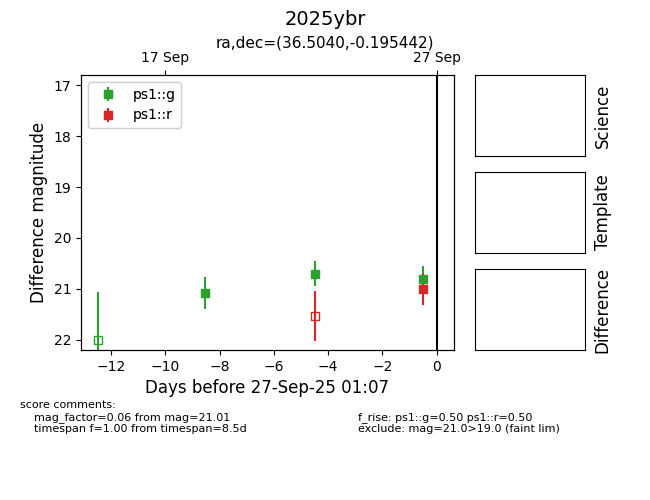 2025ybr
ra,dec=(36.5040,-0.195442)
17 Sep
27 Sep
ps1::g
ps1::r
17
18
19
20
21
22
Difference magnitude
−12
−10
−8
−6
−4
−2
0
Days before 27-Sep-25 01:07
Science
Template
Difference
score comments:
mag_factor=0.06 from mag=21.01
timespan f=1.00 from timespan=8.5d
f_rise: ps1::g=0.50 ps1::r=0.50
exclude: mag=21.0>19.0 (faint lim)